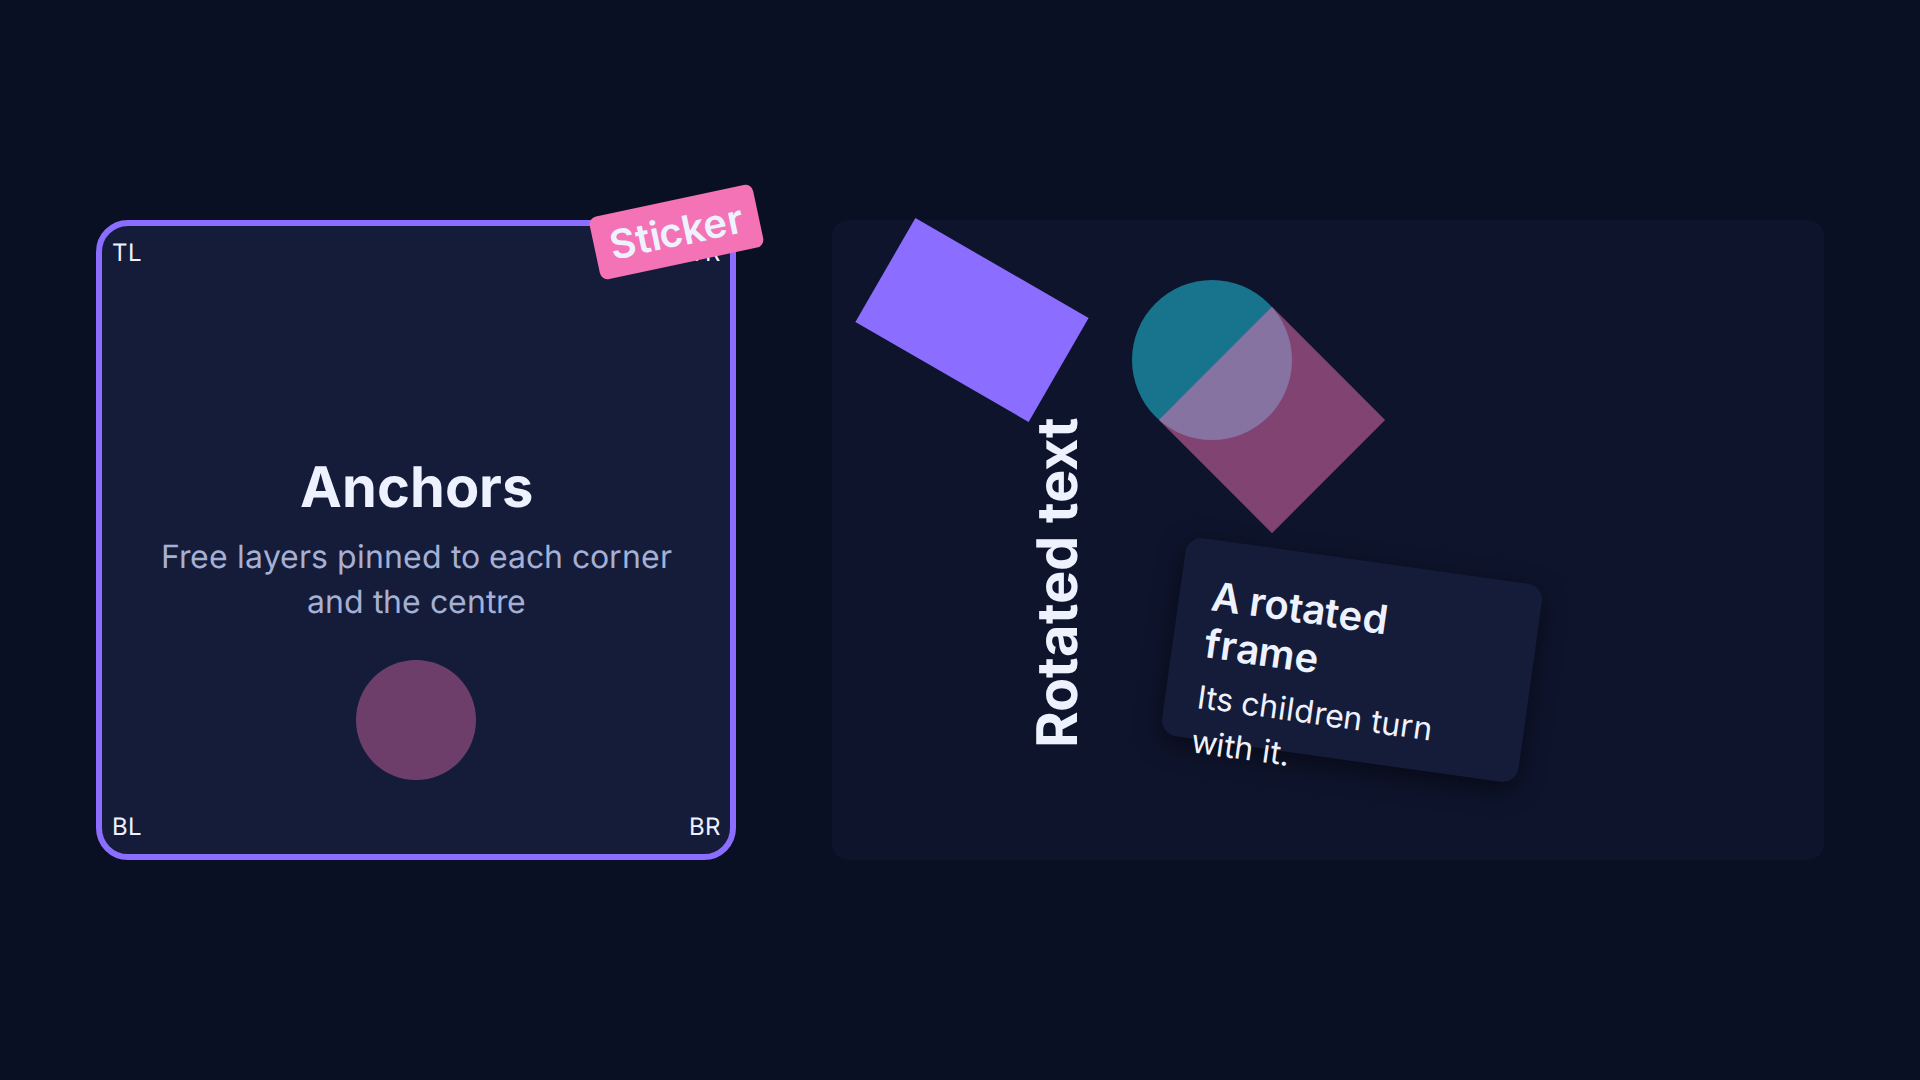 Sticker
TL
Anchors
Free layers pinned to each corner
and the centre
BL
BR
Rotated text
A rotated
frame
Its children turn
with it.